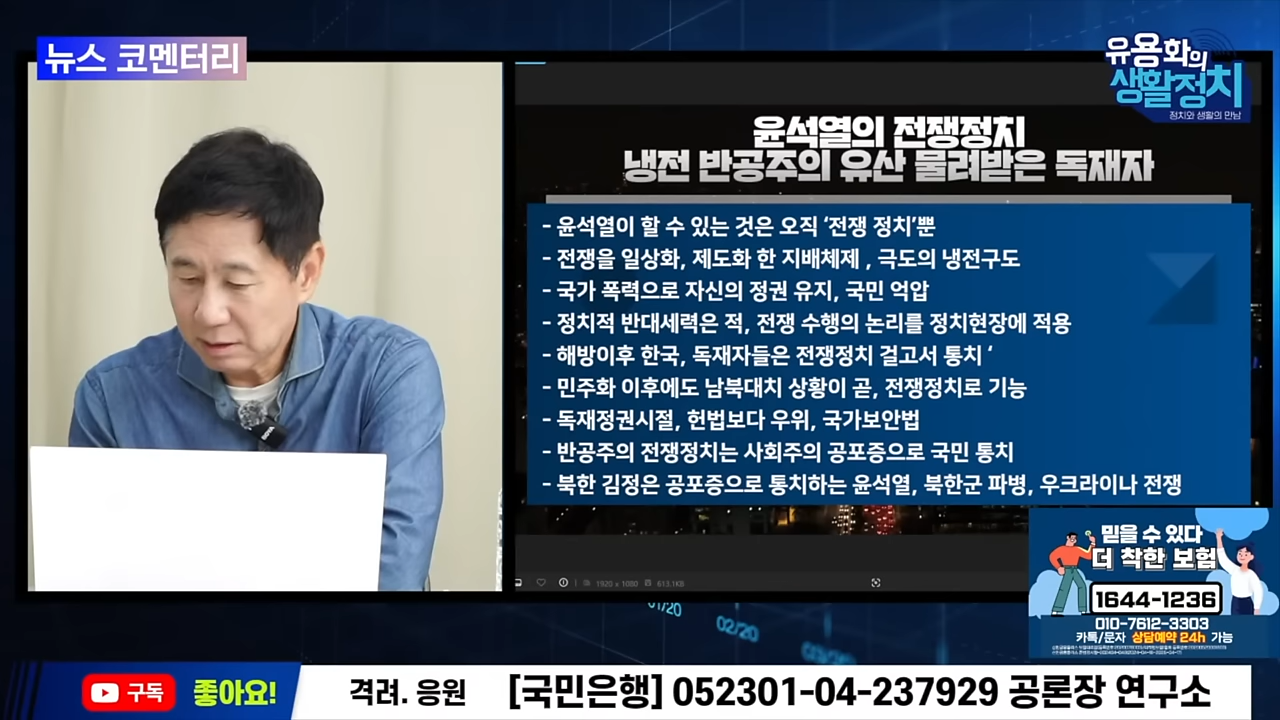 뉴스 코멘터리
유용화의
생활정치
정치와 생활의 만남
윤석열의 전쟁정치
냉전 반공주의 유산 물려받은 독재자
- 윤석열이 할 수 있는 것은 오직 ‘전쟁 정치’뿐
- 전쟁을 일상화, 제도화 한 지배체제 , 극도의 냉전구도
- 국가 폭력으로 자신의 정권 유지, 국민 억압
- 정치적 반대세력은 적, 전쟁 수행의 논리를 정치현장에 적용
- 해방이후 한국, 독재자들은 전쟁정치 걸고서 통치 ‘
- 민주화 이후에도 남북대치 상황이 곧, 전쟁정치로 기능
- 독재정권시절, 헌법보다 우위, 국가보안법
- 반공주의 전쟁정치는 사회주의 공포증으로 국민 통치
- 북한 김정은 공포증으로 통치하는 윤석열, 북한군 파병, 우크라이나 전쟁
1920 x 1080 613.1KB
01/20
02/20
믿을 수 있다
더 착한 보험
1644-1236
010-7612-3303
카톡/문자 상담예약 24h 가능
구독 좋아요! 격려. 응원 [국민은행] 052301-04-237929 공론장 연구소